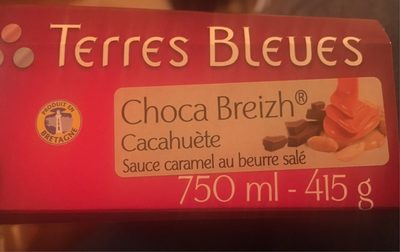 TERRES BLEUES
PRODUIT EN
BRETAGNE
Choca Breizh®
Cacahuète
Sauce caramel au beurre salé
750 ml - 415 g